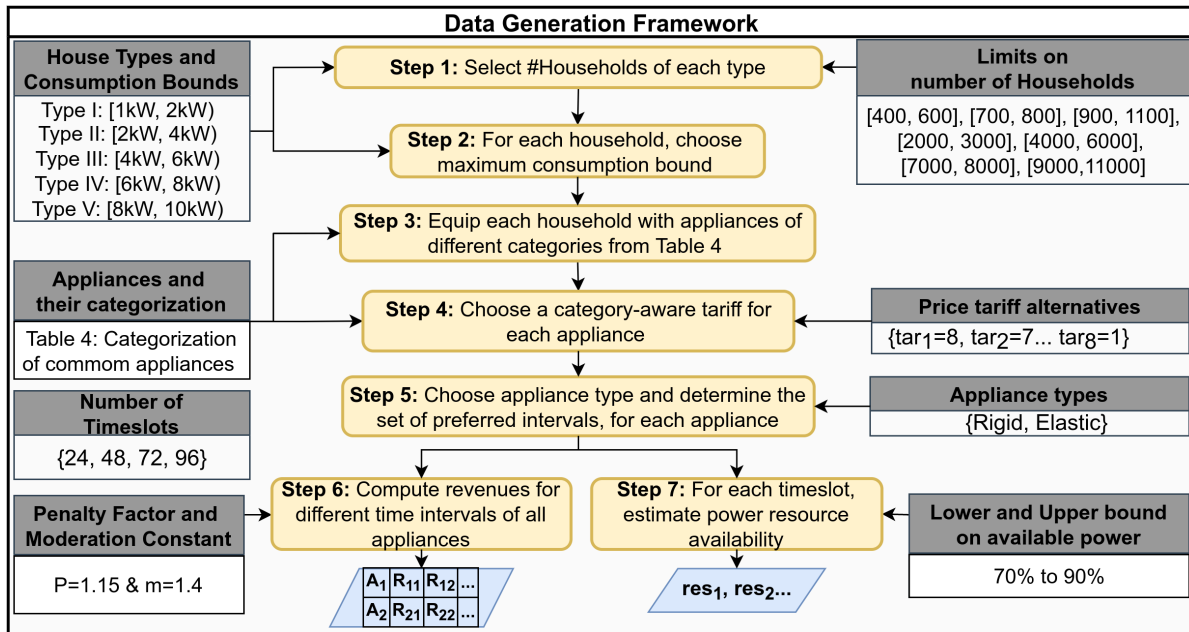 Data Generation Framework
House Types and
Consumption Bounds
Type I: [1kW, 2kW)
Type II: [2kW, 4kW)
Type III: [4kW, 6kW)
Type IV: [6kW, 8kW)
Type V: [8kW, 10kW)
Step 1: Select #Households of each type
Limits on
number of Households
[400, 600], [700, 800], [900, 1100],
[2000, 3000], [4000, 6000],
[7000, 8000], [9000,11000]
Step 2: For each household, choose
maximum consumption bound
Step 3: Equip each household with appliances of
different categories from Table 4
Appliances and
their categorization
Table 4: Categorization
of commom appliances
Step 4: Choose a category-aware tariff for
each appliance
Price tariff alternatives
{tar1=8, tar2=7... tar8=1}
Step 5: Choose appliance type and determine the
set of preferred intervals, for each appliance
Appliance types
{Rigid, Elastic}
Number of
Timeslots
{24, 48, 72, 96}
Step 6: Compute revenues for
different time intervals of all
appliances
Step 7: For each timeslot,
estimate power resource
availability
Penalty Factor and
Moderation Constant
P=1.15 & m=1.4
Lower and Upper bound
on available power
70% to 90%
A1 R11 R12 ...
A2 R21 R22 ...
res1, res2...